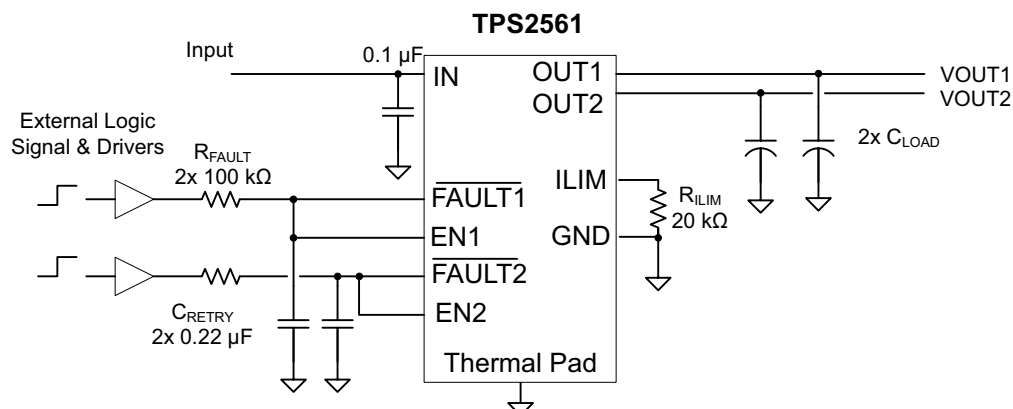 TPS2561
Input
0.1 µF
IN
OUT1
OUT2
VOUT1
VOUT2
External Logic
Signal & Drivers
RFAULT
2x 100 kΩ
2x CLOAD
FAULT1
EN1
FAULT2
EN2
ILIM
GND
RILIM
20 kΩ
CRETRY
2x 0.22 µF
Thermal Pad